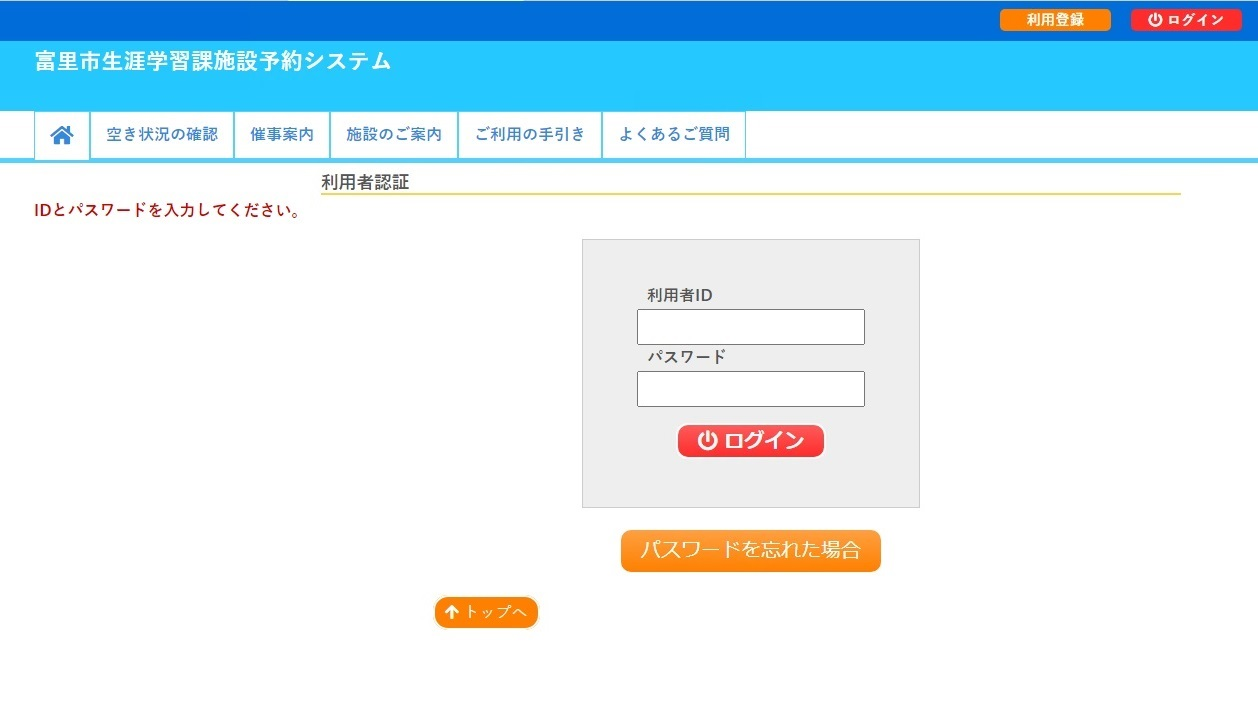 利用登録
ログイン
富里市生涯学習課施設予約システム
空き状況の確認
催事案内
施設のご案内
ご利用の手引き
よくあるご質問
利用者認証
IDとパスワードを入力してください。
利用者ID
パスワード
ログイン
パスワードを忘れた場合
トップへ